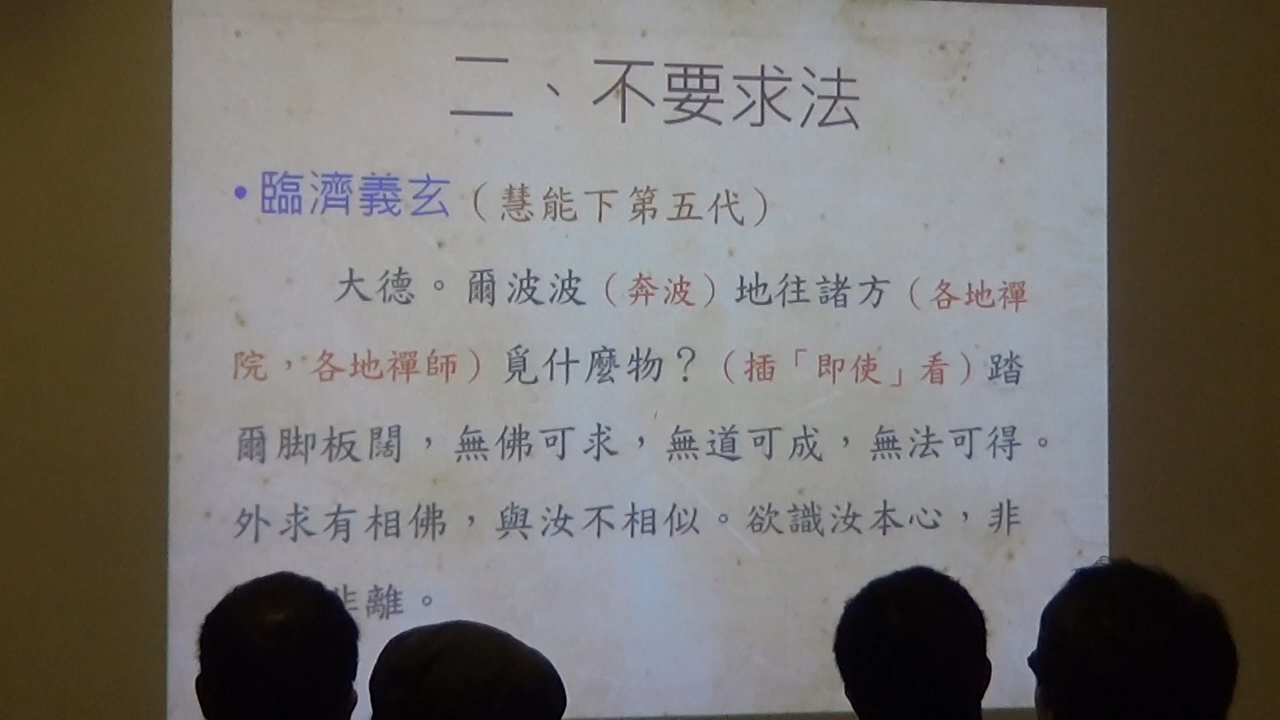 二、不要求法
•臨濟義玄（慧能下第五代）
大德。爾波波（奔波）地往諸方（各地禪
院，各地禪師）覓什麼物？（插「即使」看）踏
爾脚板闊，無佛可求，無道可成，無法可得。
外求有相佛，與汝不相似。欲識汝本心，非
非離。